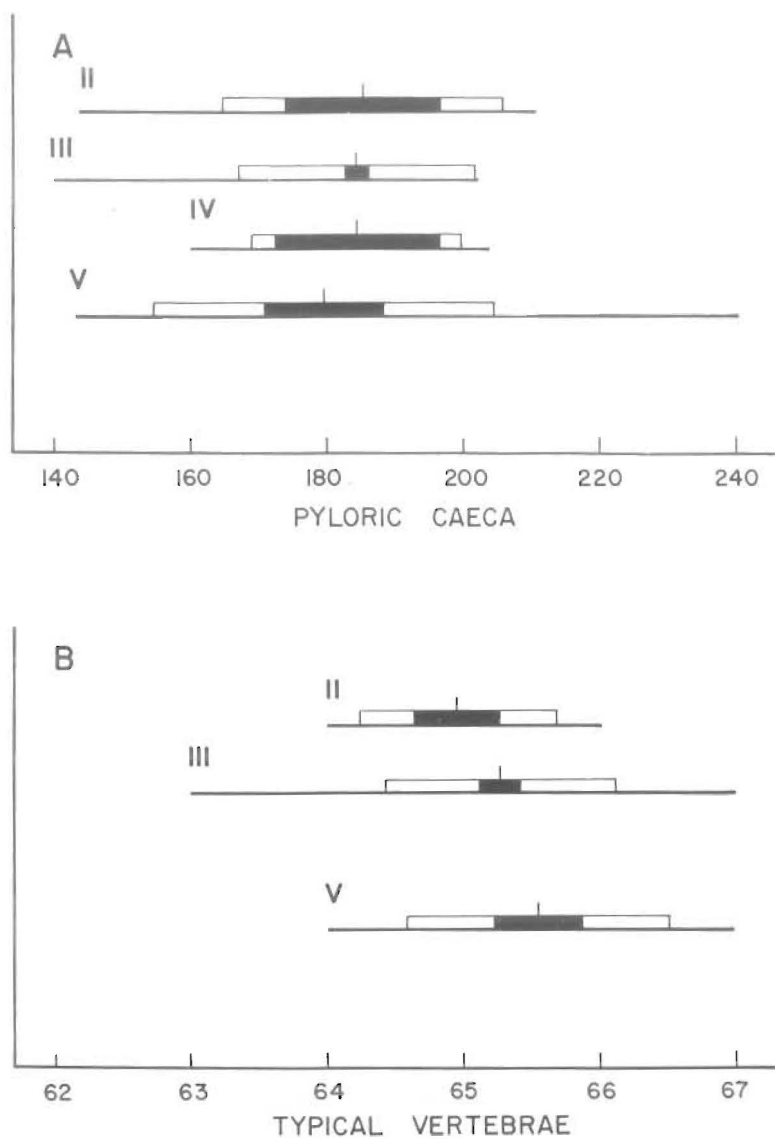 A
II
III
IV
V
140 160 180 200 220 240
PYLORIC CAECA
B
II
III
V
62 63 64 65 66 67
TYPICAL VERTEBRAE